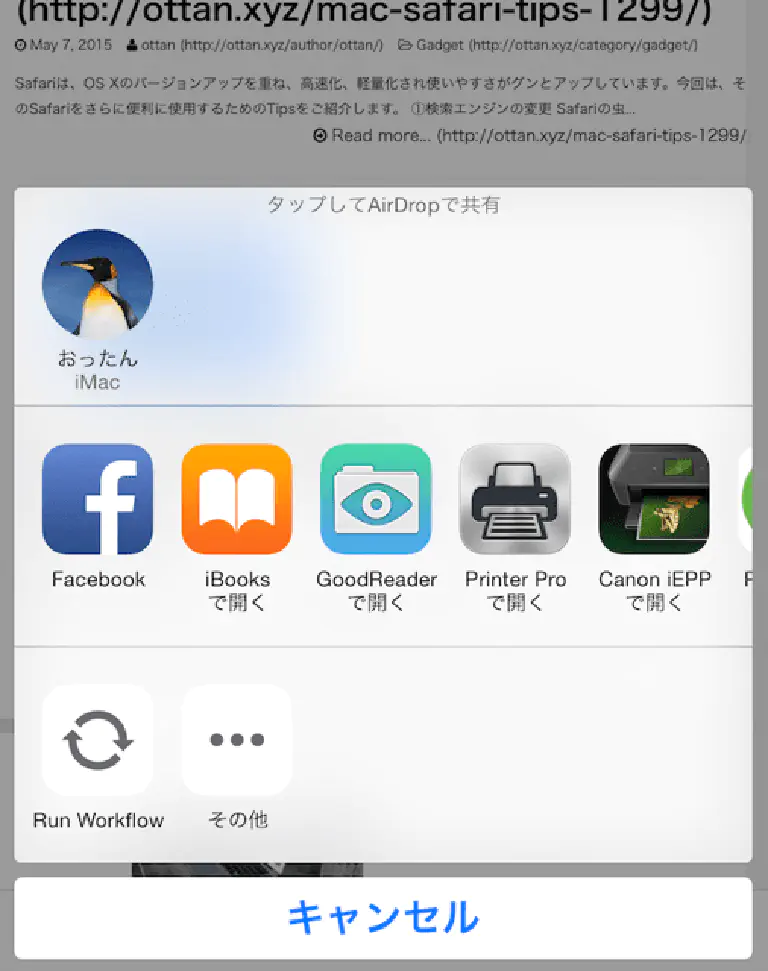 (http://ottan.xyz/mac-safari-tips-1299/)
May 7, 2015 ottan (http://ottan.xyz/author/ottan/) Gadget (http://ottan.xyz/category/gadget/)
Safariは、OS Xのバージョンアップを重ね、高速化、軽量化され使いやすさがグンとアップしています。今回は、そ
のSafariをさらに便利に使用するためのTipsをご紹介します。 ①検索エンジンの変更 Safariの虫...
Read more... (http://ottan.xyz/mac-safari-tips-1299/
タップしてAirDropで共有
おったん
iMac
Facebook
iBooks
で開く
GoodReader
で開く
Printer Pro
で開く
Canon iEPP
で開く
Run Workflow
その他
キャンセル